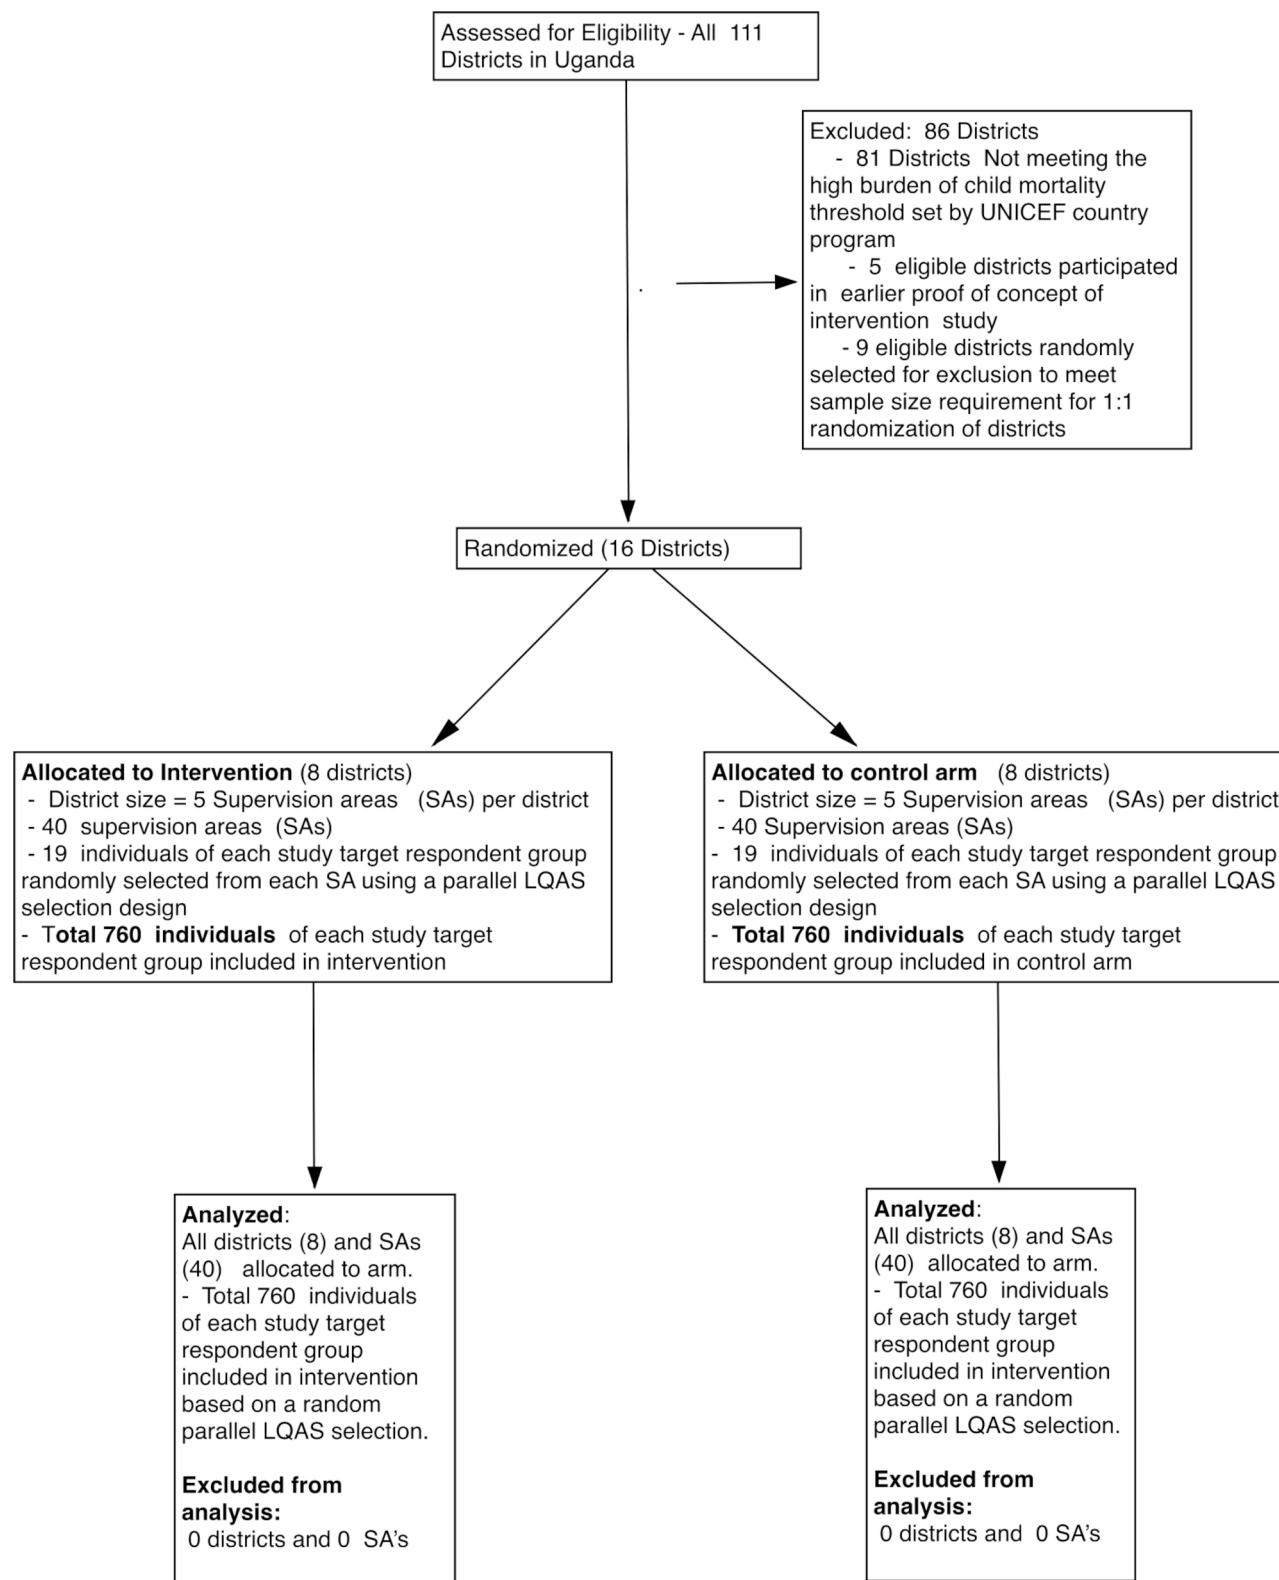 Assessed for Eligibility - All 111
Districts in Uganda
Excluded: 86 Districts
- 81 Districts Not meeting the
high burden of child mortality
threshold set by UNICEF country
program
- 5 eligible districts participated
in earlier proof of concept of
intervention study
- 9 eligible districts randomly
selected for exclusion to meet
sample size requirement for 1:1
randomization of districts
Randomized (16 Districts)
Allocated to Intervention (8 districts)
- District size = 5 Supervision areas (SAs) per district
- 40 supervision areas (SAs)
- 19 individuals of each study target respondent group
randomly selected from each SA using a parallel LQAS
selection design
- Total 760 individuals of each study target
respondent group included in intervention
Allocated to control arm (8 districts)
- District size = 5 Supervision areas (SAs) per district
- 40 Supervision areas (SAs)
- 19 individuals of each study target respondent group
randomly selected from each SA using a parallel LQAS
selection design
- Total 760 individuals of each study target
respondent group included in control arm
Analyzed:
All districts (8) and SAs
(40) allocated to arm.
- Total 760 individuals
of each study target
respondent group
included in intervention
based on a random
parallel LQAS selection.
Excluded from
analysis:
0 districts and 0 SA's
Analyzed:
All districts (8) and SAs
(40) allocated to arm.
- Total 760 individuals
of each study target
respondent group
included in intervention
based on a random
parallel LQAS selection.
Excluded from
analysis:
0 districts and 0 SA's